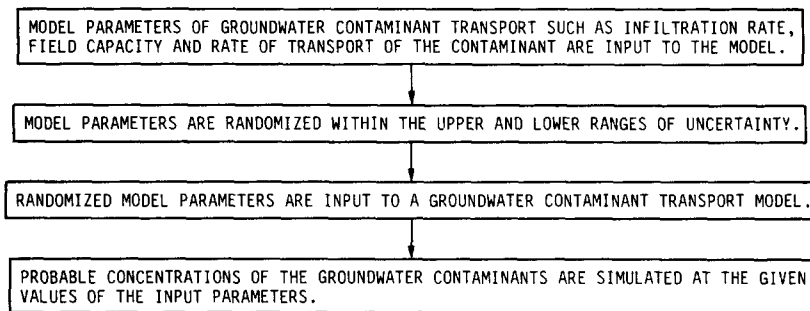 MODEL PARAMETERS OF GROUNDWATER CONTAMINANT TRANSPORT SUCH AS INFILTRATION RATE,
FIELD CAPACITY AND RATE OF TRANSPORT OF THE CONTAMINANT ARE INPUT TO THE MODEL.
MODEL PARAMETERS ARE RANDOMIZED WITHIN THE UPPER AND LOWER RANGES OF UNCERTAINTY.
RANDOMIZED MODEL PARAMETERS ARE INPUT TO A GROUNDWATER CONTAMINANT TRANSPORT MODEL.
PROBABLE CONCENTRATIONS OF THE GROUNDWATER CONTAMINANTS ARE SIMULATED AT THE GIVEN
VALUES OF THE INPUT PARAMETERS.